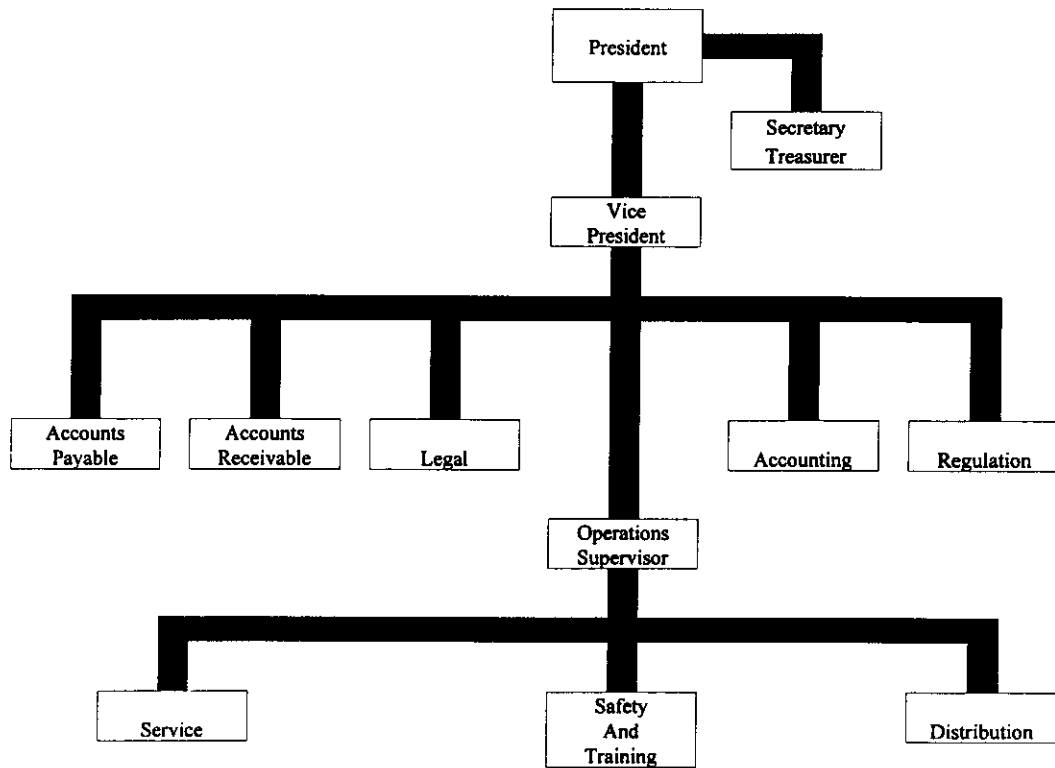 President
Secretary
Treasurer
Vice
President
Accounts
Payable
Accounts
Receivable
Legal
Accounting
Regulation
Operations
Supervisor
Service
Safety
And
Training
Distribution